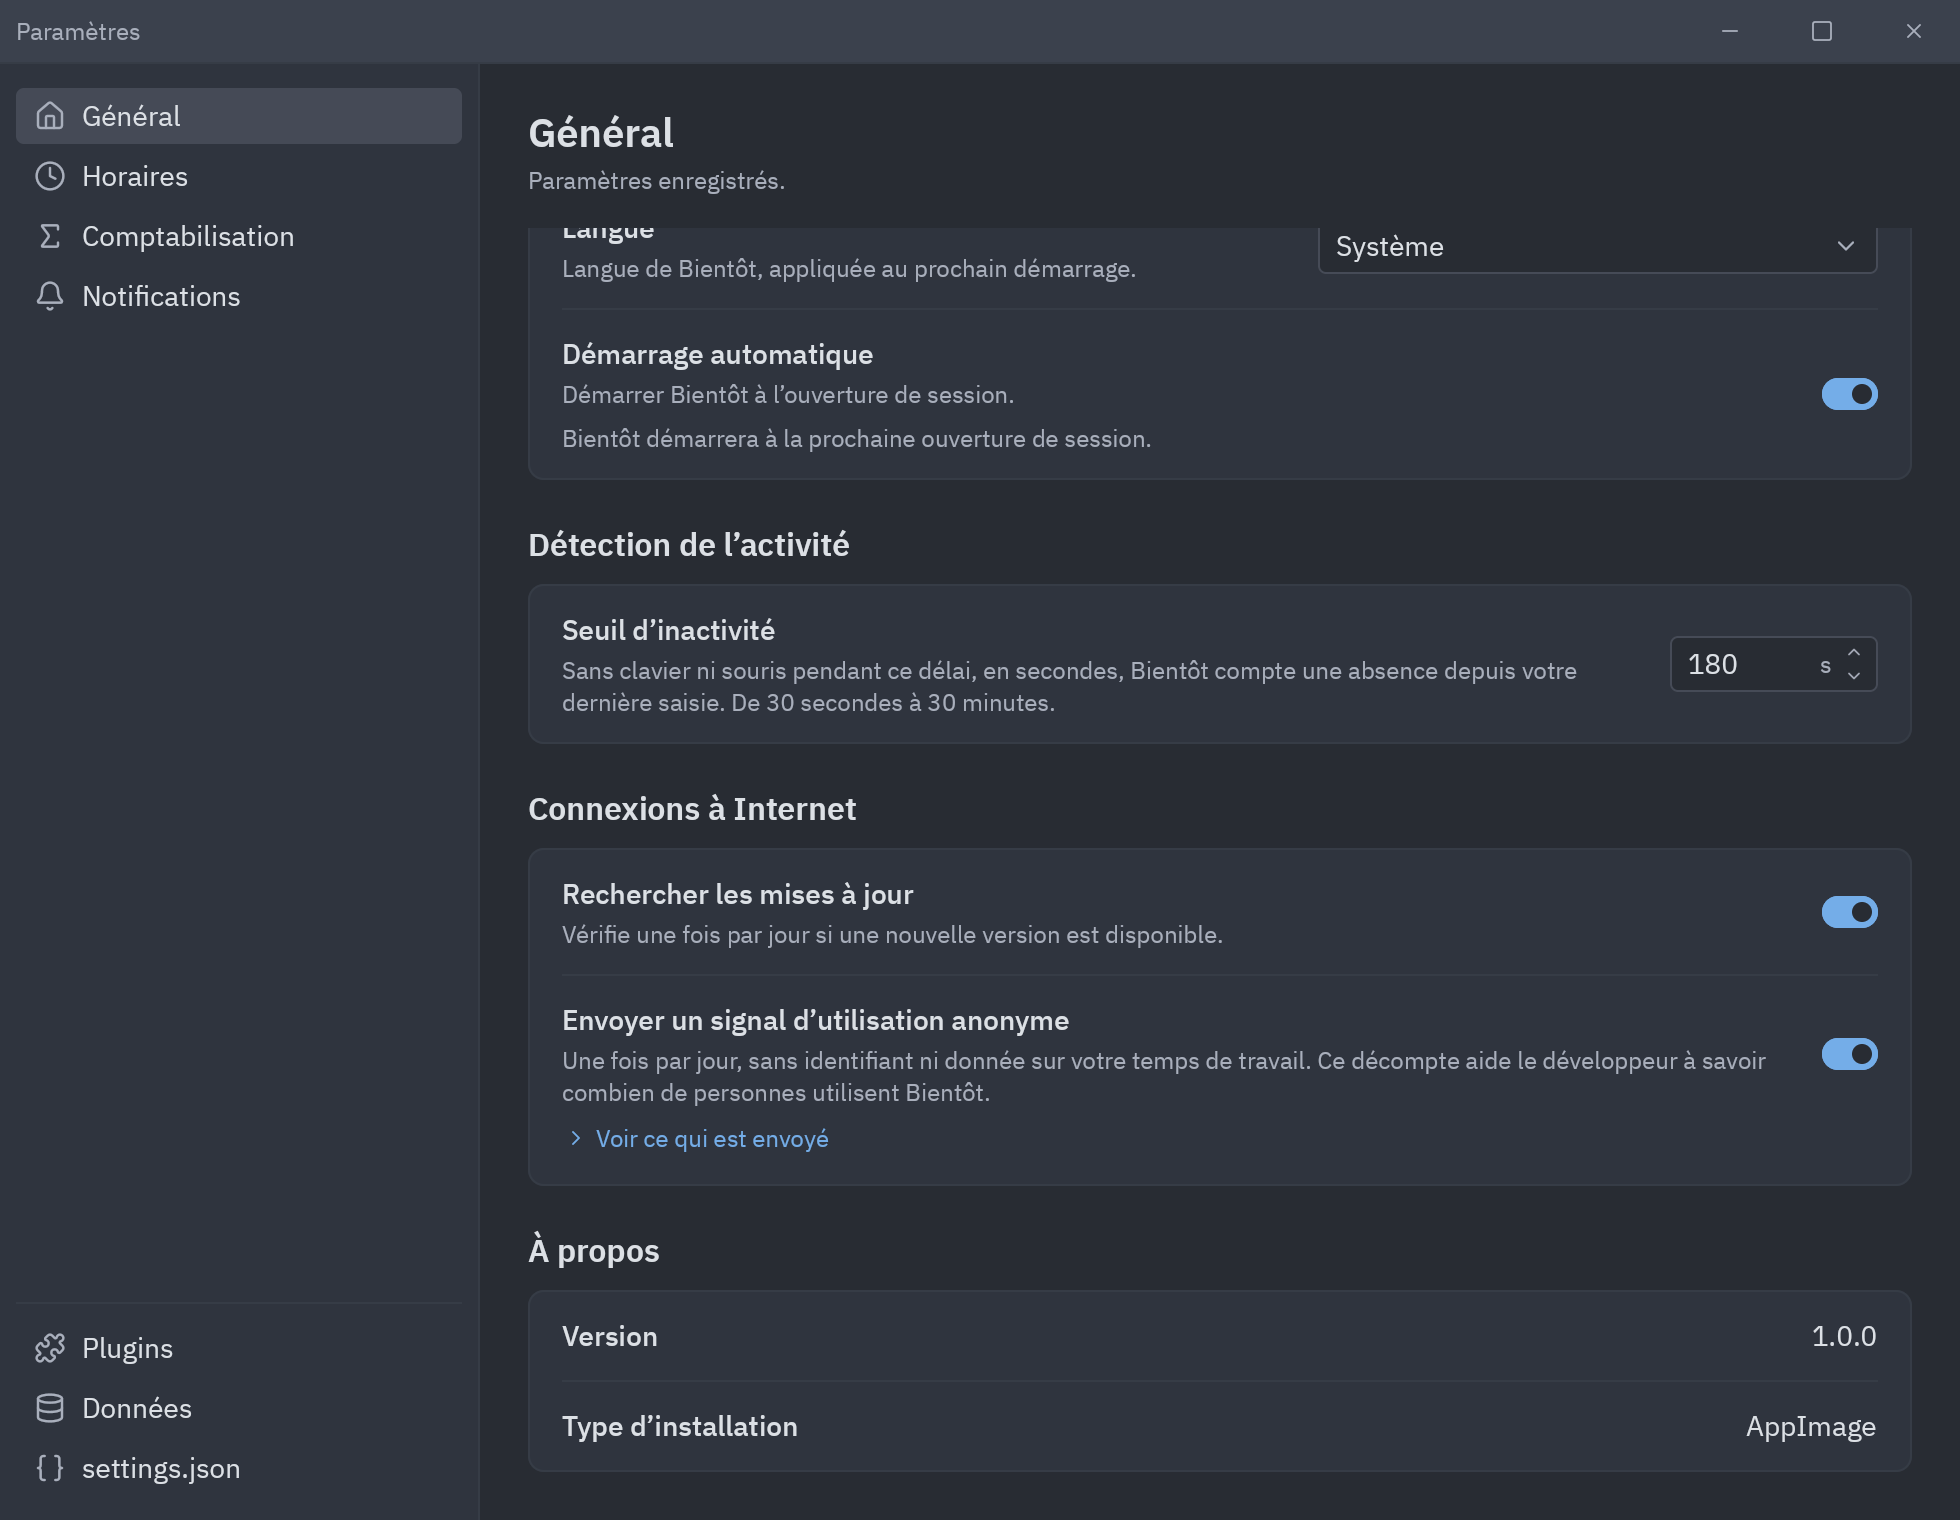 Paramètres
Général
Horaires
Comptabilisation
Notifications
Plugins
Données
settings.json
Général
Paramètres enregistrés.
Langue
Langue de Bientôt, appliquée au prochain démarrage.
Système
Démarrage automatique
Démarrer Bientôt à l’ouverture de session.
Bientôt démarrera à la prochaine ouverture de session.
Détection de l’activité
Seuil d’inactivité
Sans clavier ni souris pendant ce délai, en secondes, Bientôt compte une absence depuis votre
dernière saisie. De 30 secondes à 30 minutes.
180 s
Connexions à Internet
Rechercher les mises à jour
Vérifie une fois par jour si une nouvelle version est disponible.
Envoyer un signal d’utilisation anonyme
Une fois par jour, sans identifiant ni donnée sur votre temps de travail. Ce décompte aide le développeur à savoir
combien de personnes utilisent Bientôt.
Voir ce qui est envoyé
À propos
Version 1.0.0
Type d’installation AppImage